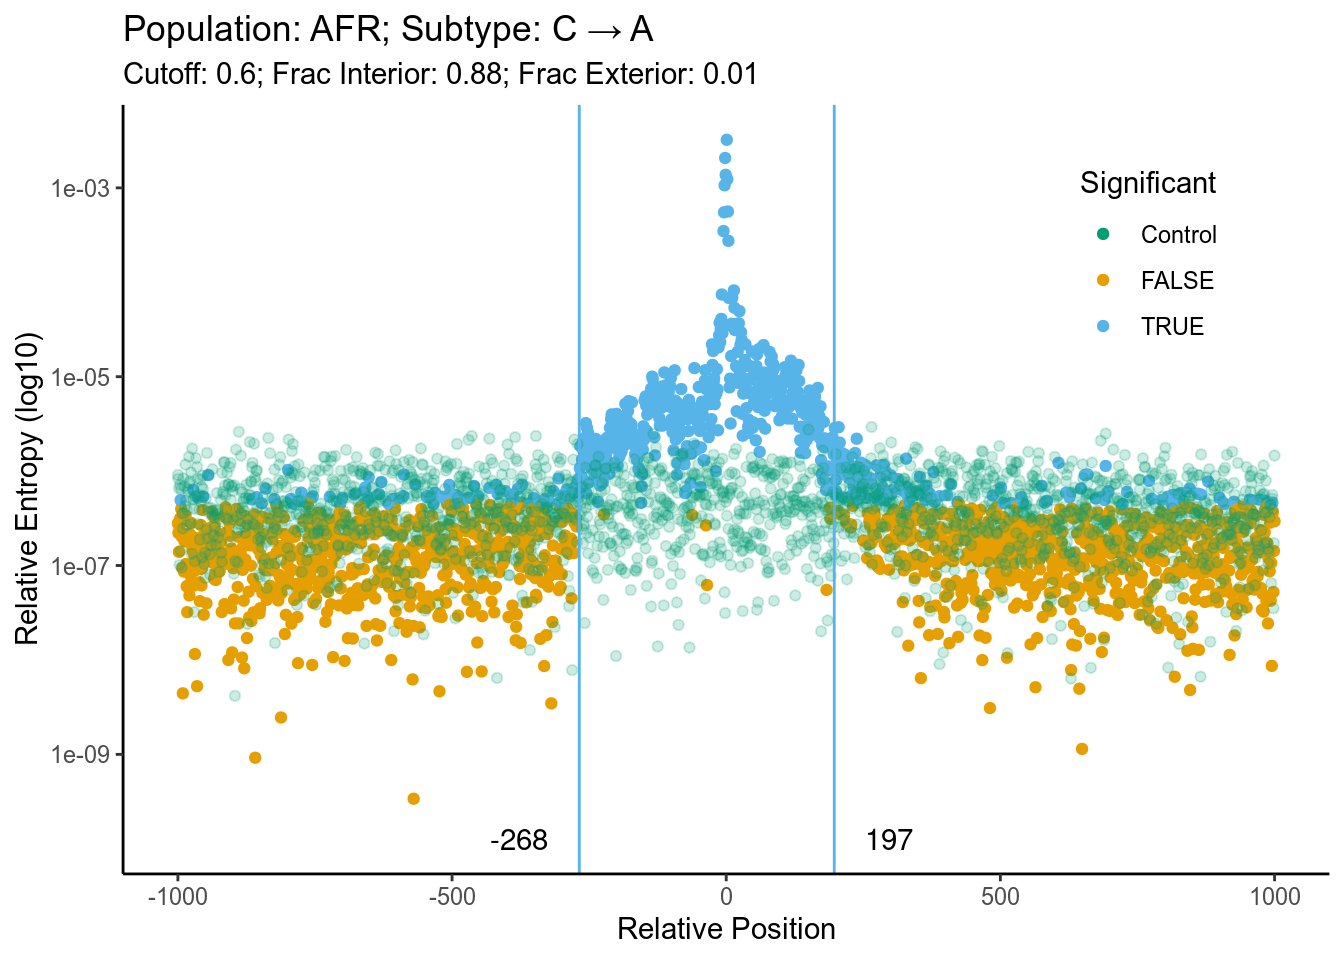 Population: AFR; Subtype: C → A
Cutoff: 0.6; Frac Interior: 0.88; Frac Exterior: 0.01
Relative Entropy (log10)
1e-03
1e-05
1e-07
1e-09
Significant
Control
FALSE
TRUE
-268
197
-1000
-500
0
500
1000
Relative Position